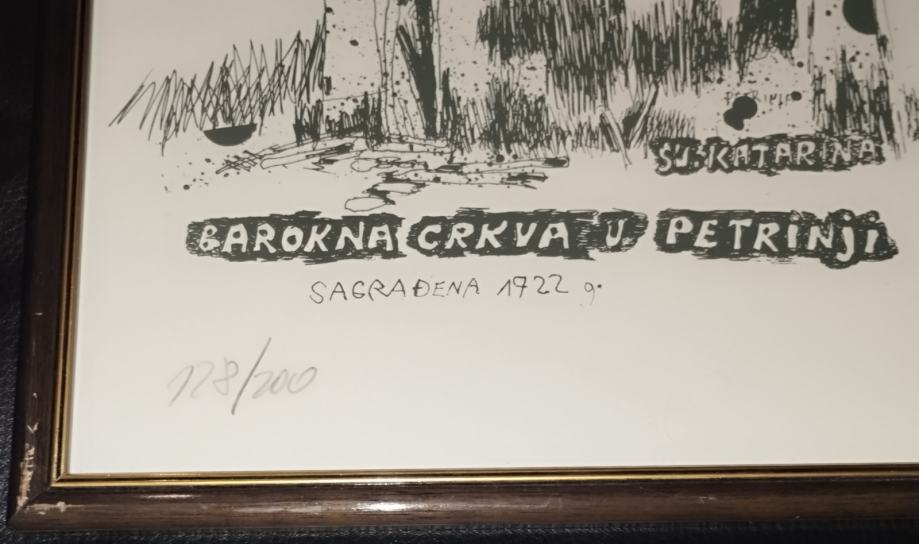 SV. KATARINA
BAROKNA CRKVA U PETRINJI
SAGRAĐENA 1722 g.
128/200